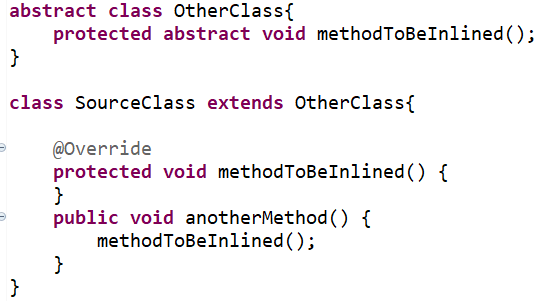 abstract class OtherClass{
    protected abstract void methodToBeInlined();
}
class SourceClass extends OtherClass{
    @Override
    protected void methodToBeInlined() {
    }
    public void anotherMethod() {
        methodToBeInlined();
    }
}